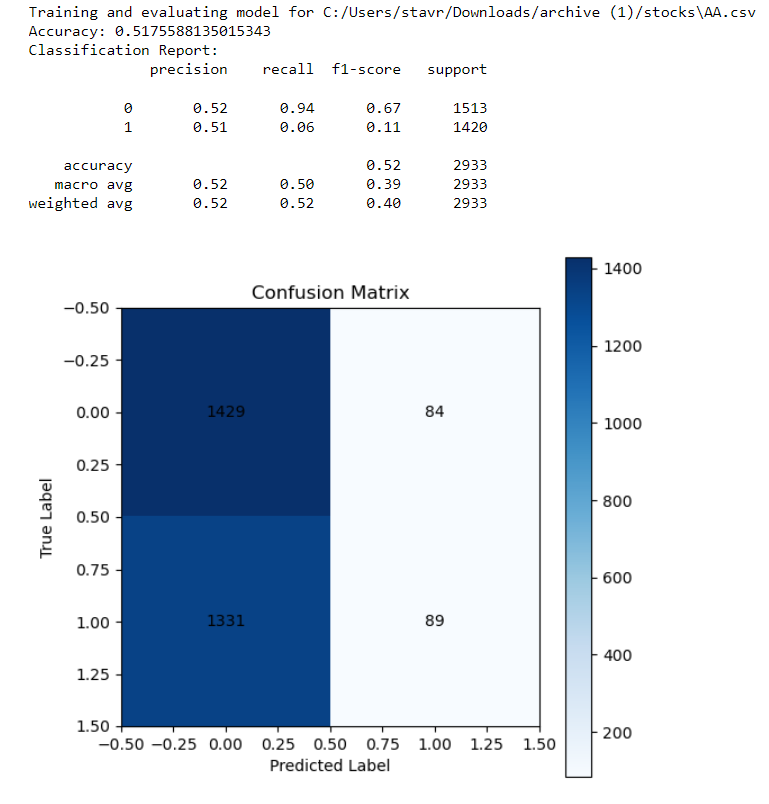 Training and evaluating model for C:/Users/stavr/Downloads/archive (1)/stocks\AA.csv
Accuracy: 0.5175588135015343
Classification Report:
precision recall f1-score support
0 0.52 0.94 0.67 1513
1 0.51 0.06 0.11 1420
accuracy 0.52 2933
macro avg 0.52 0.50 0.39 2933
weighted avg 0.52 0.52 0.40 2933
Confusion Matrix
−0.50
−0.25
0.00
0.25
0.50
0.75
1.00
1.25
1.50
True Label
1429 84
1331 89
−0.50 −0.25 0.00 0.25 0.50 0.75 1.00 1.25 1.50
Predicted Label
1400
1200
1000
800
600
400
200